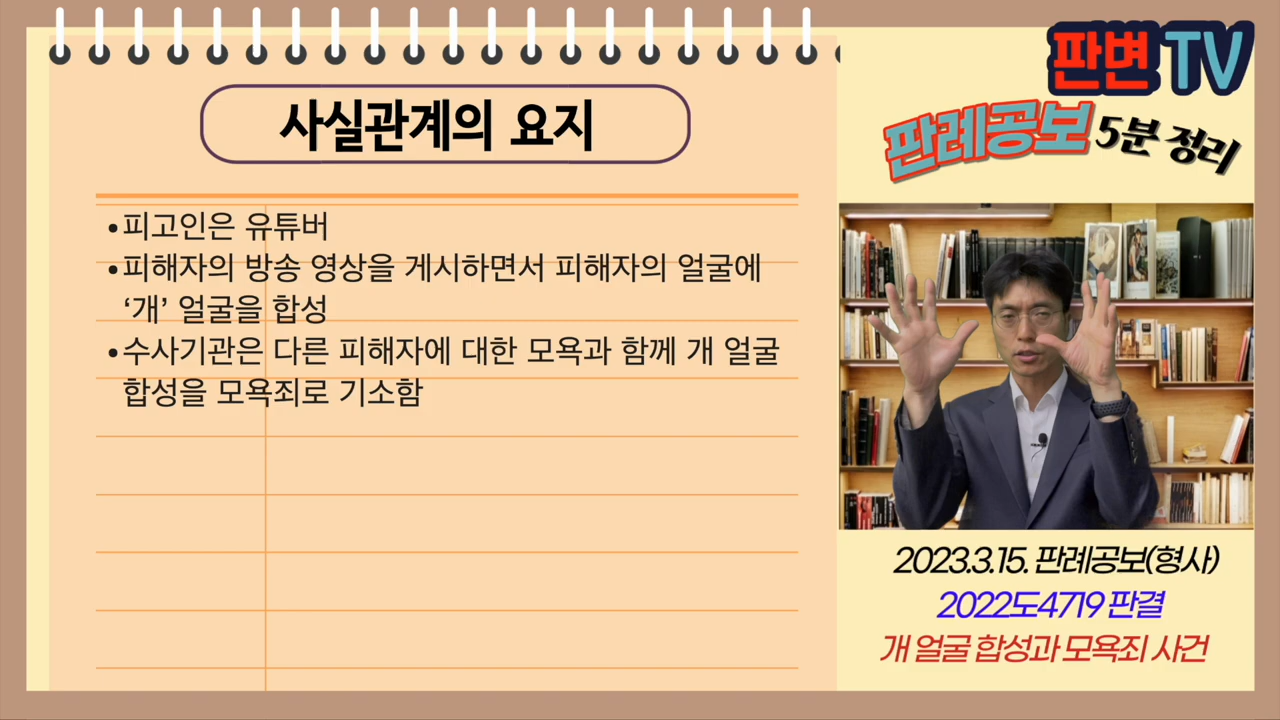 사실관계의 요지
•피고인은 유튜버
•피해자의 방송 영상을 게시하면서 피해자의 얼굴에
‘개’ 얼굴을 합성
•수사기관은 다른 피해자에 대한 모욕과 함께 개 얼굴
합성을 모욕죄로 기소함
판변 TV
판례공보 5분 정리
2023.3.15. 판례공보(형사)
2022도4719 판결
개 얼굴 합성과 모욕죄 사건